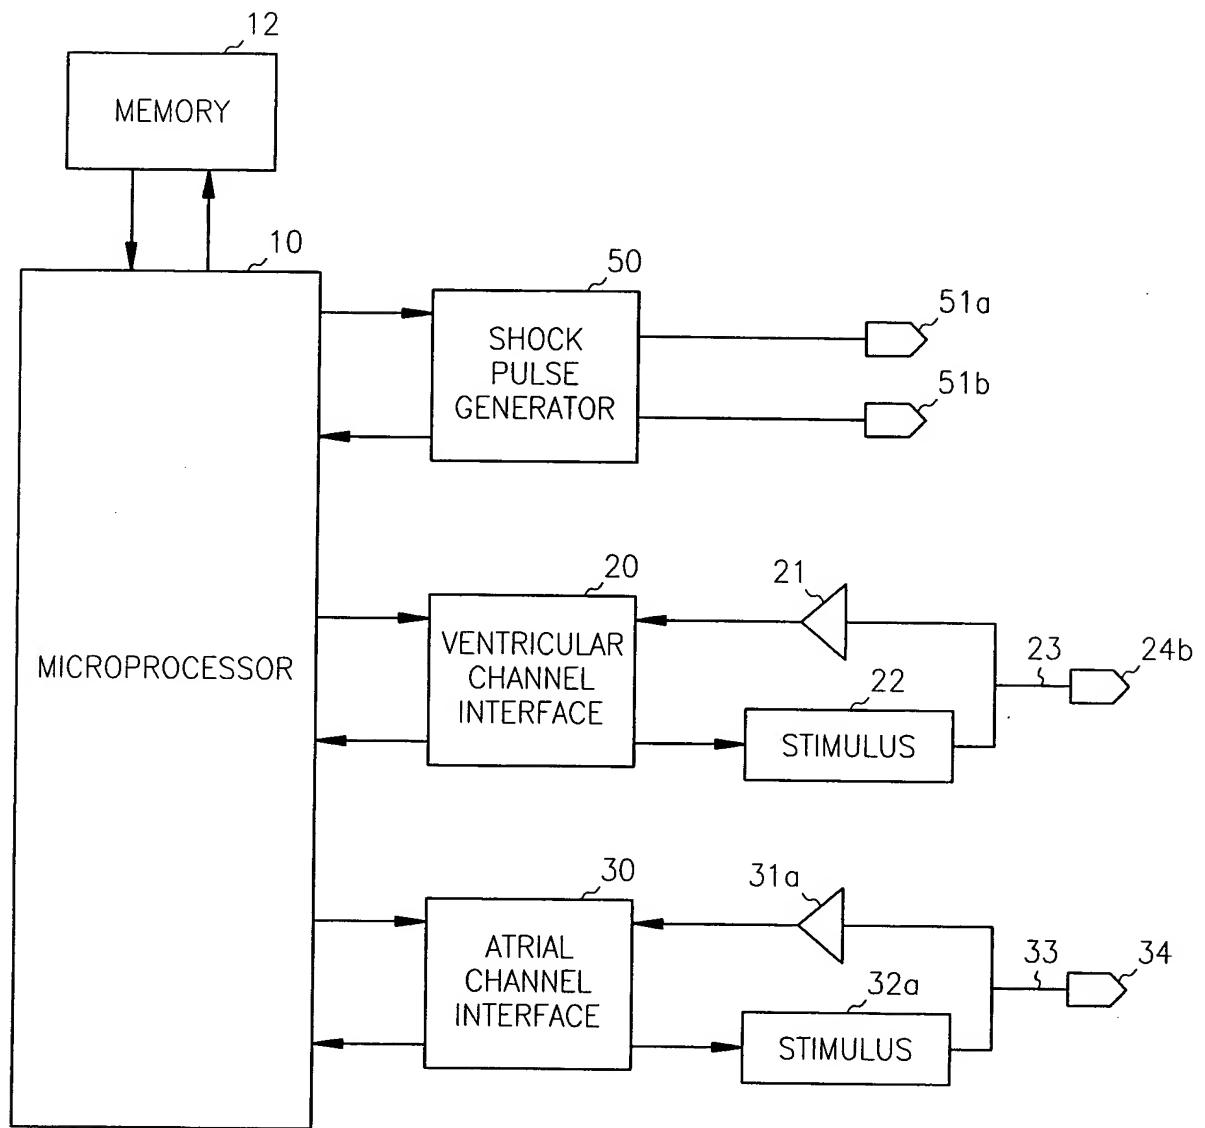 12
MEMORY
10
MICROPROCESSOR
50
SHOCK
PULSE
GENERATOR
51a
51b
20
VENTRICULAR
CHANNEL
INTERFACE
21
22
STIMULUS
23
24b
30
ATRIAL
CHANNEL
INTERFACE
31a
32a
STIMULUS
33
34